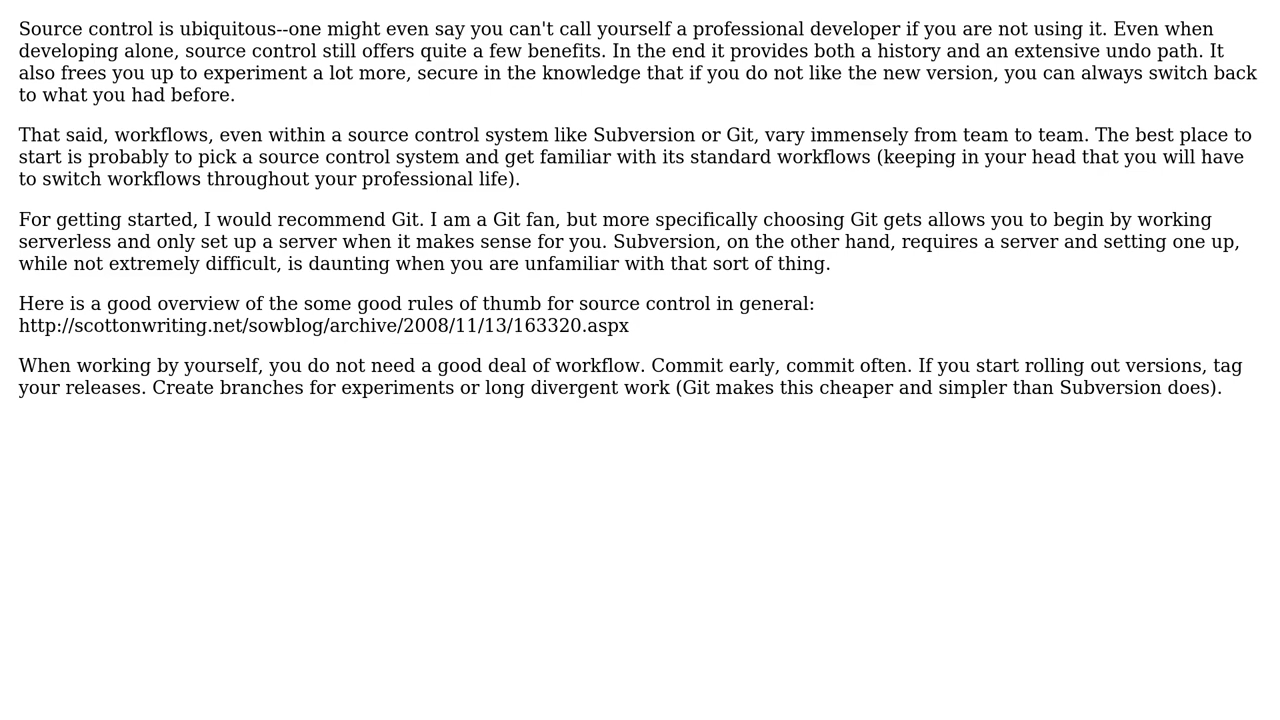 Source control is ubiquitous--one might even say you can't call yourself a professional developer if you are not using it. Even when
developing alone, source control still offers quite a few benefits. In the end it provides both a history and an extensive undo path. It
also frees you up to experiment a lot more, secure in the knowledge that if you do not like the new version, you can always switch back
to what you had before.
That said, workflows, even within a source control system like Subversion or Git, vary immensely from team to team. The best place to
start is probably to pick a source control system and get familiar with its standard workflows (keeping in your head that you will have
to switch workflows throughout your professional life).
For getting started, I would recommend Git. I am a Git fan, but more specifically choosing Git gets allows you to begin by working
serverless and only set up a server when it makes sense for you. Subversion, on the other hand, requires a server and setting one up,
while not extremely difficult, is daunting when you are unfamiliar with that sort of thing.
Here is a good overview of the some good rules of thumb for source control in general:
http://scottonwriting.net/sowblog/archive/2008/11/13/163320.aspx
When working by yourself, you do not need a good deal of workflow. Commit early, commit often. If you start rolling out versions, tag
your releases. Create branches for experiments or long divergent work (Git makes this cheaper and simpler than Subversion does).